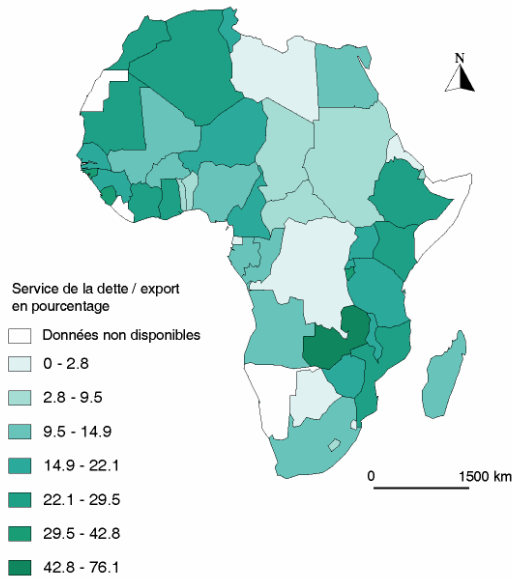 N
Service de la dette / export
en pourcentage
Données non disponibles
0 - 2.8
2.8 - 9.5
9.5 - 14.9
14.9 - 22.1
22.1 - 29.5
29.5 - 42.8
42.8 - 76.1
0 1500 km